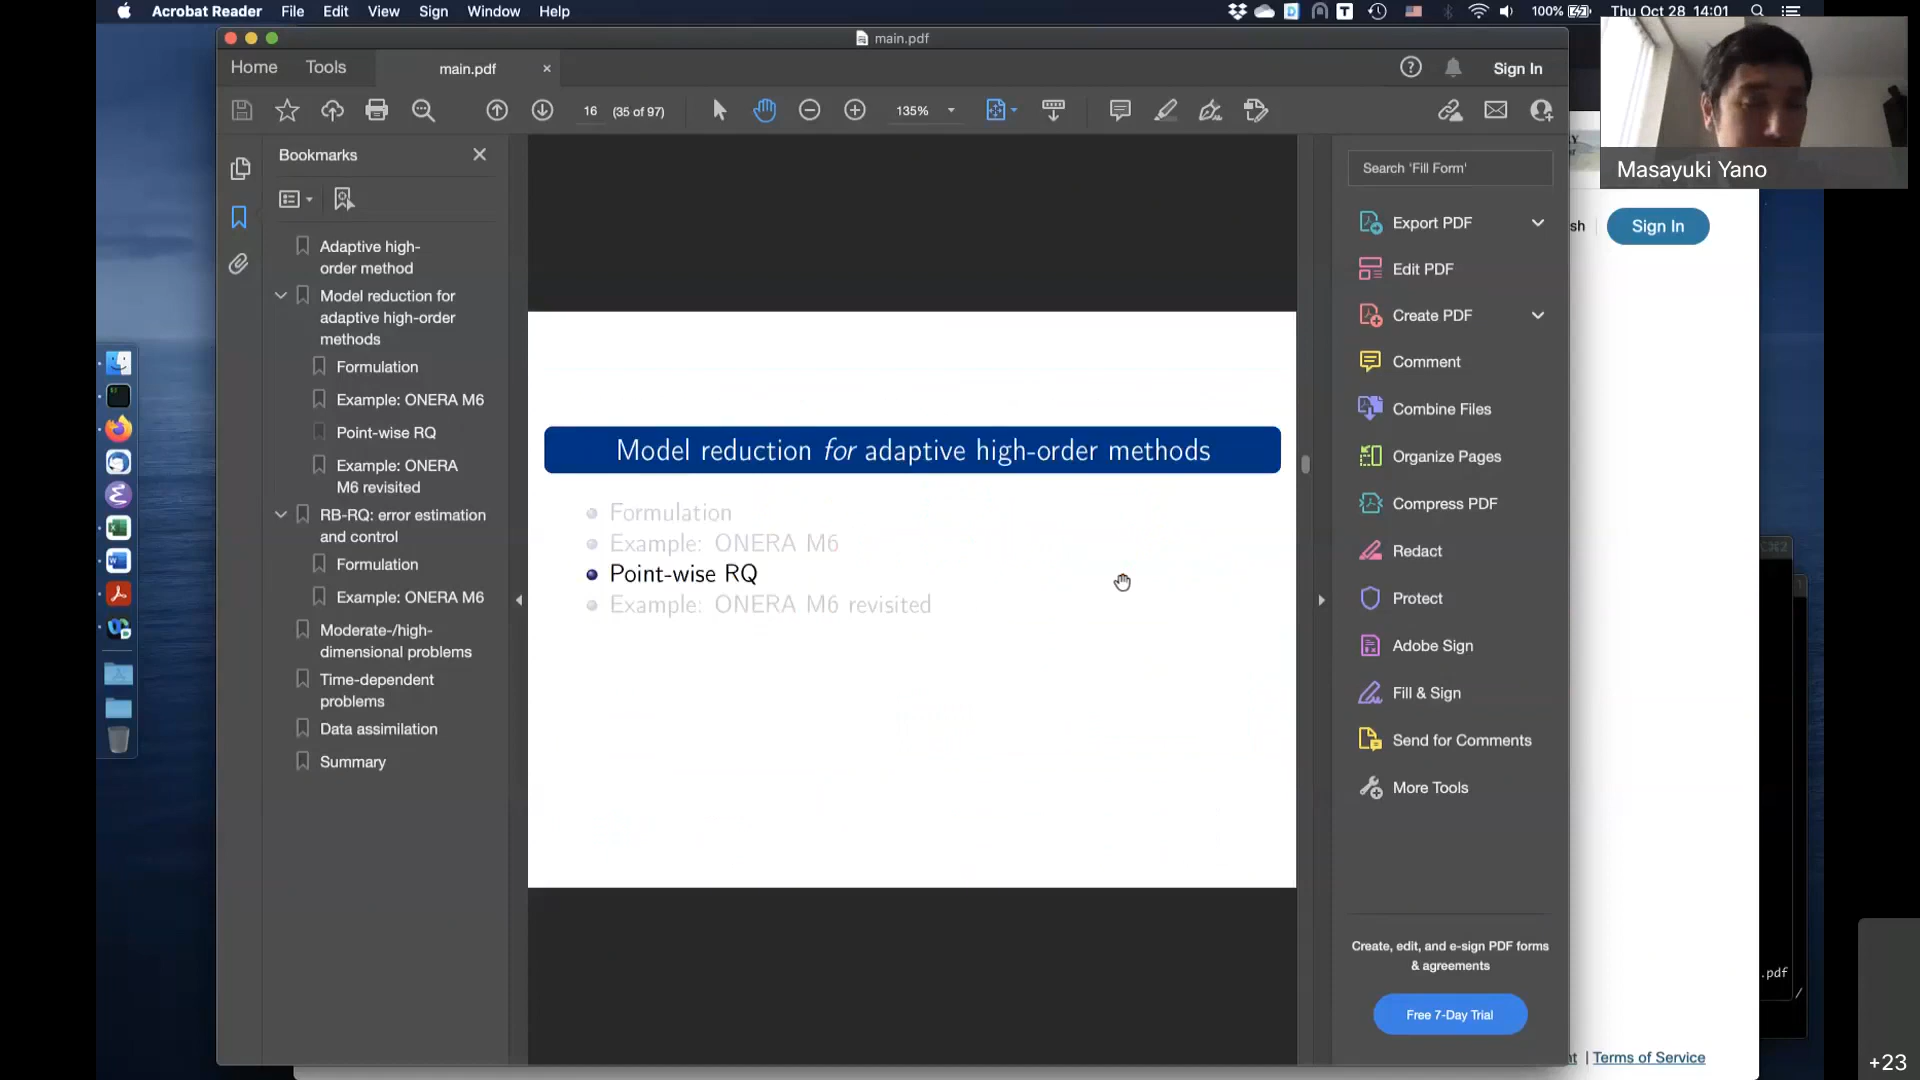 Acrobat Reader File Edit View Sign Window Help
100% Thu Oct 28 14:01
main.pdf
Home Tools main.pdf × Sign In
16 (35 of 97) 135%
Bookmarks
Adaptive high-
order method
Model reduction for
adaptive high-order
methods
Formulation
Example: ONERA M6
Point-wise RQ
Example: ONERA
M6 revisited
RB-RQ: error estimation
and control
Formulation
Example: ONERA M6
Moderate-/high-
dimensional problems
Time-dependent
problems
Data assimilation
Summary
Model reduction for adaptive high-order methods
Formulation
Example: ONERA M6
Point-wise RQ
Example: ONERA M6 revisited
Search 'Fill Form'
Export PDF
Edit PDF
Create PDF
Comment
Combine Files
Organize Pages
Compress PDF
Redact
Protect
Adobe Sign
Fill & Sign
Send for Comments
More Tools
Create, edit, and e-sign PDF forms
& agreements
Free 7-Day Trial
Masayuki Yano
sh Sign In
.pdf
| Terms of Service
+23